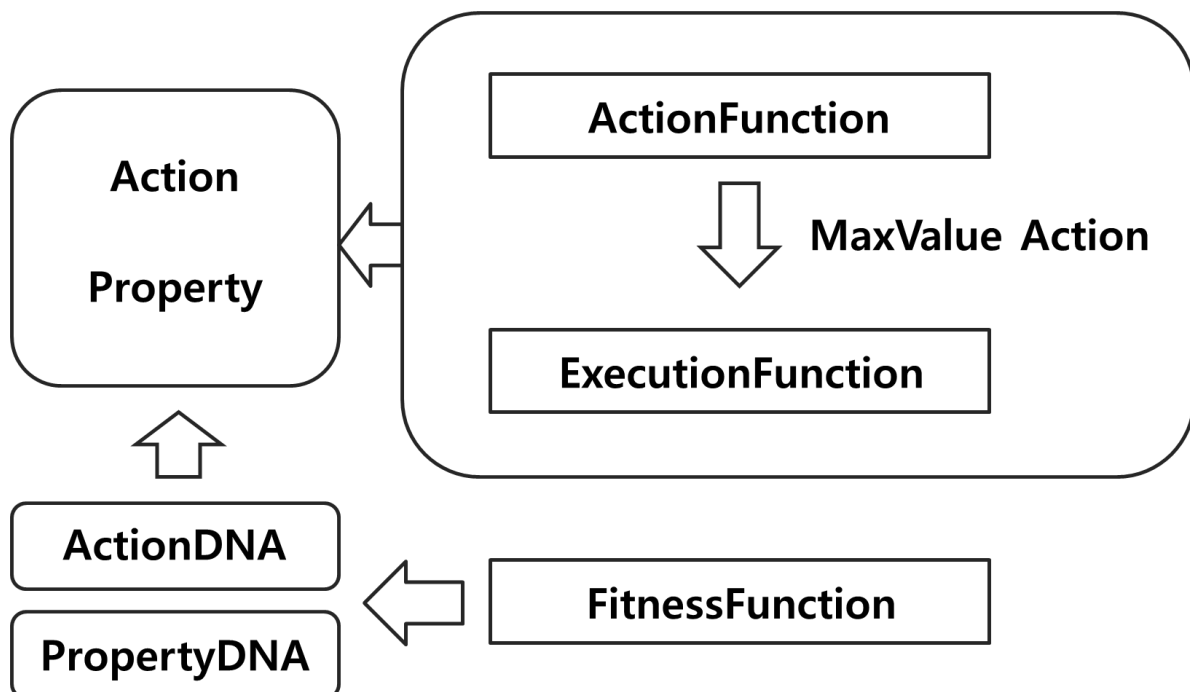 Action
Property
ActionFunction
MaxValue Action
ExecutionFunction
ActionDNA
PropertyDNA
FitnessFunction